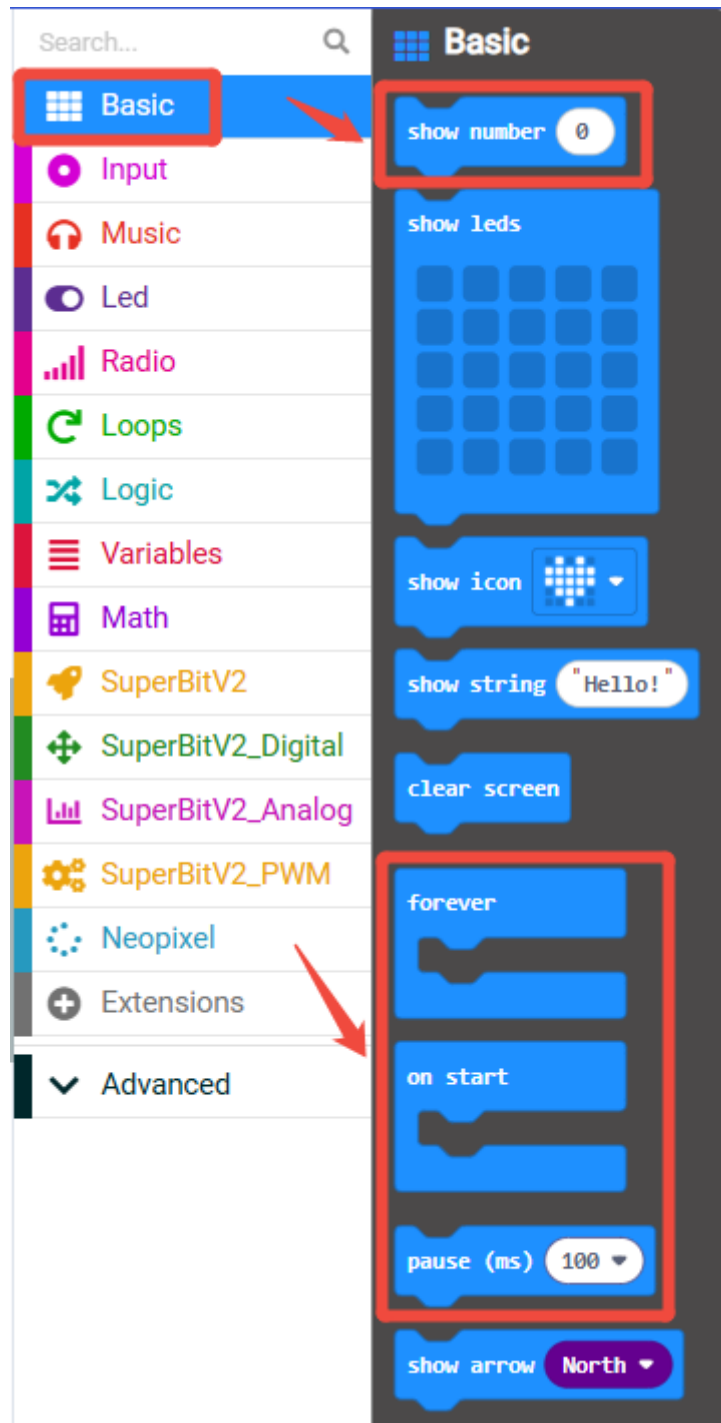 Search...
Basic
Input
Music
Led
Radio
Loops
Logic
Variables
Math
SuperBitV2
SuperBitV2_Digital
SuperBitV2_Analog
SuperBitV2_PWM
Neopixel
Extensions
Advanced
Basic
show number 0
show leds
show icon
show string "Hello!"
clear screen
forever
on start
pause (ms) 100
show arrow North